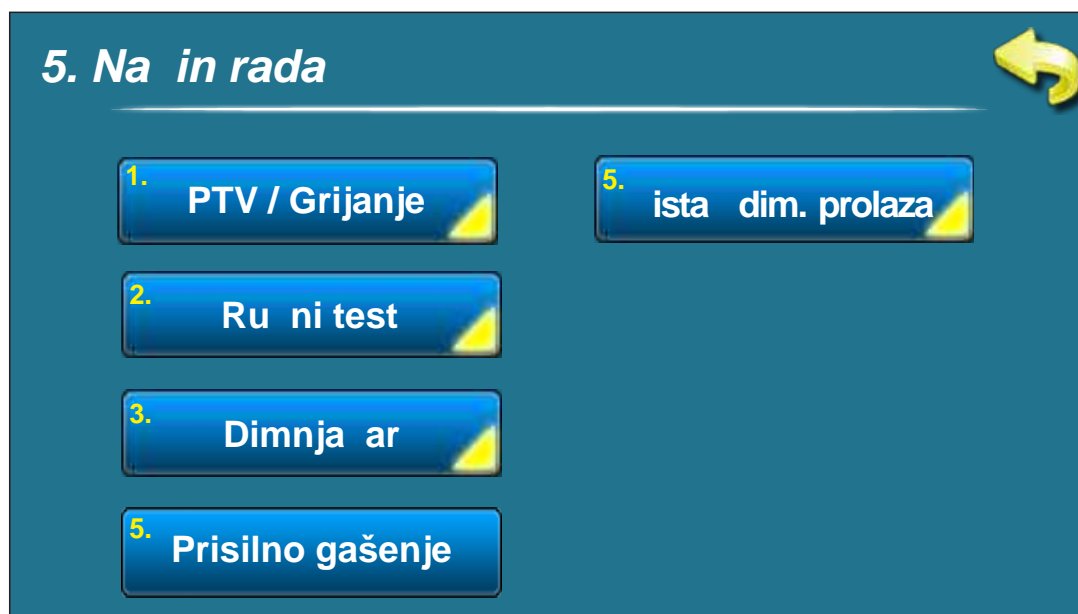 5. Na in rada
1.
PTV / Grijanje
2.
Ru ni test
3.
Dimnja ar
5.
Prisilno gašenje
5.
ista dim. prolaza